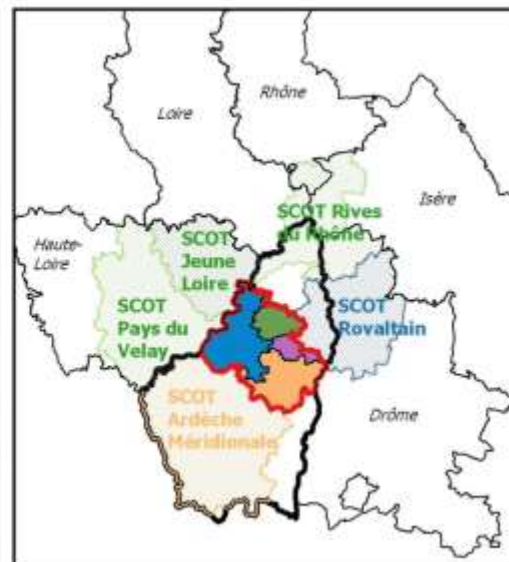 Rhône
Loire
Isère
SCOT Rives
du Rhône
Haute-
Loire
SCOT
Jeune
Loire
SCOT
Pays du
Velay
SCOT
Rovaltain
SCOT
Ardèche
Méridionale
Drôme